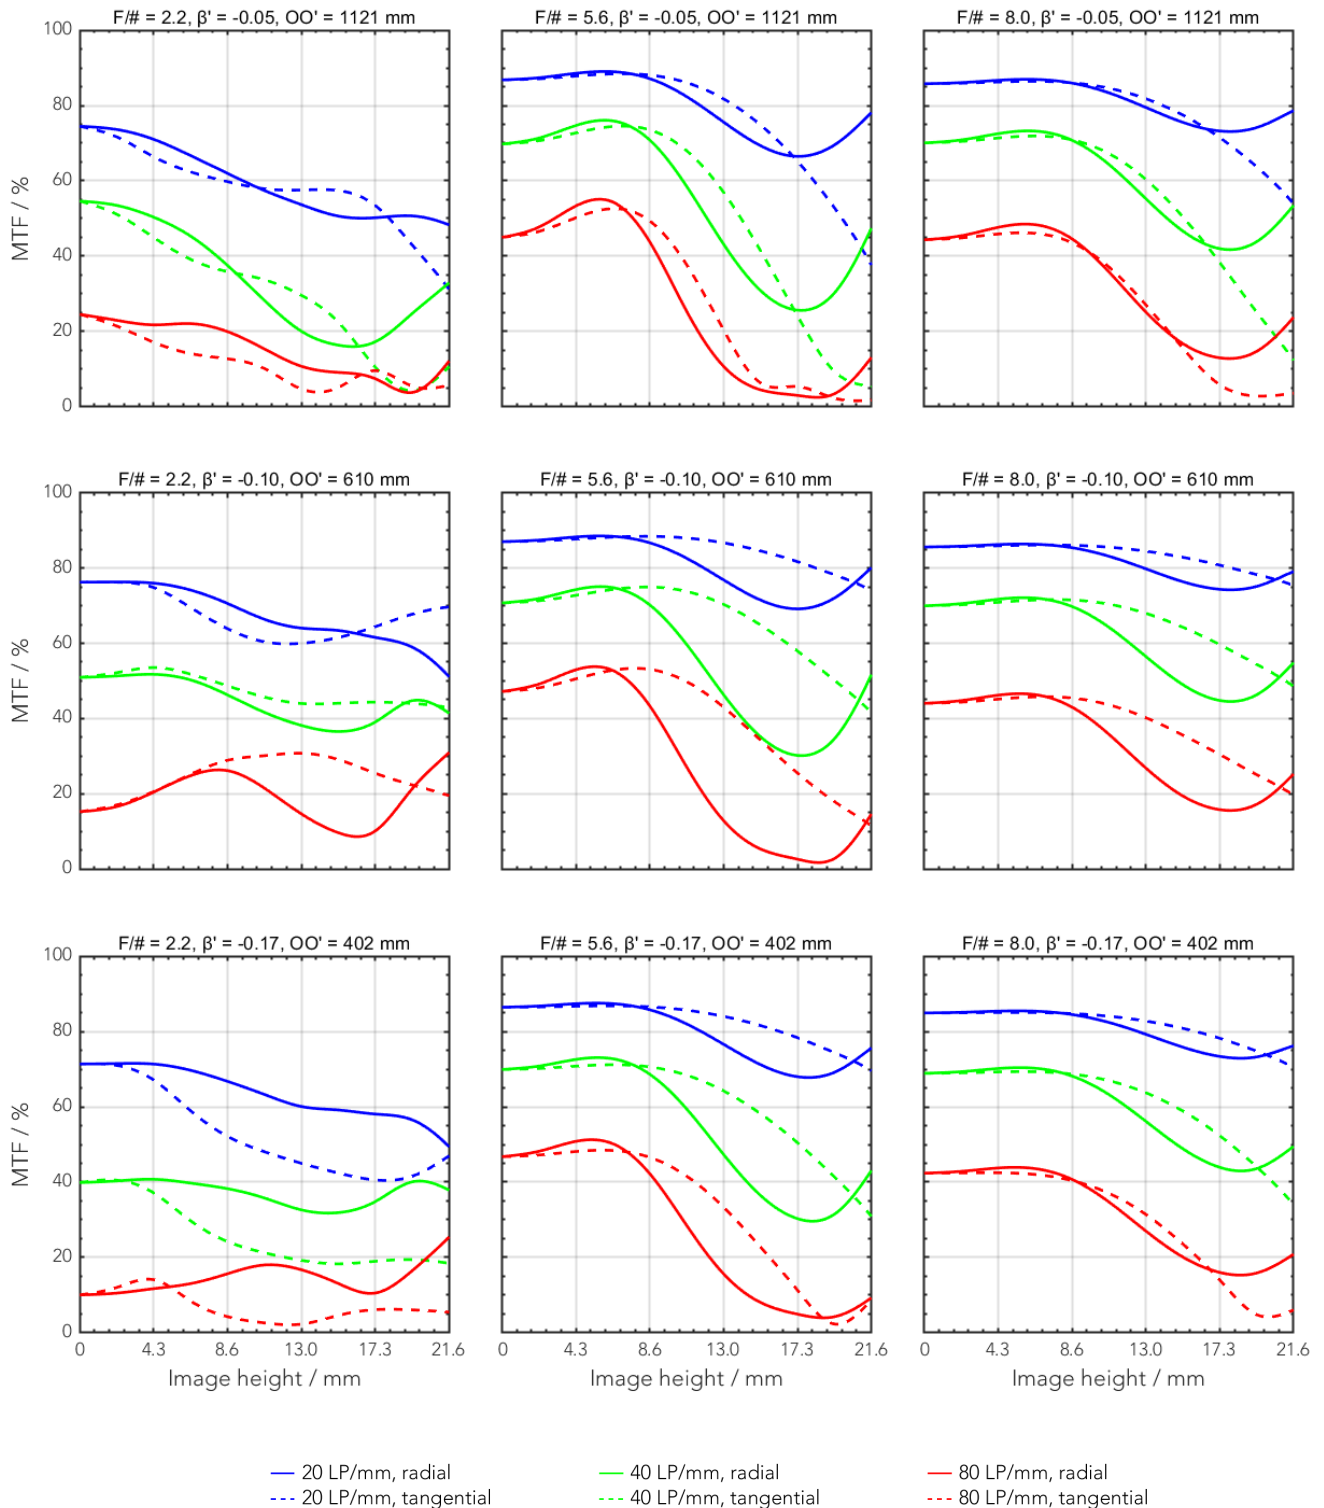 F/# = 2.2, β' = -0.05, OO' = 1121 mm
F/# = 5.6, β' = -0.05, OO' = 1121 mm
F/# = 8.0, β' = -0.05, OO' = 1121 mm
100
80
60
40
20
0
MTF / %
F/# = 2.2, β' = -0.10, OO' = 610 mm
F/# = 5.6, β' = -0.10, OO' = 610 mm
F/# = 8.0, β' = -0.10, OO' = 610 mm
100
80
60
40
20
0
MTF / %
F/# = 2.2, β' = -0.17, OO' = 402 mm
F/# = 5.6, β' = -0.17, OO' = 402 mm
F/# = 8.0, β' = -0.17, OO' = 402 mm
100
80
60
40
20
0
MTF / %
0 4.3 8.6 13.0 17.3 21.6
0 4.3 8.6 13.0 17.3 21.6
0 4.3 8.6 13.0 17.3 21.6
Image height / mm
Image height / mm
Image height / mm
20 LP/mm, radial
40 LP/mm, radial
80 LP/mm, radial
20 LP/mm, tangential
40 LP/mm, tangential
80 LP/mm, tangential